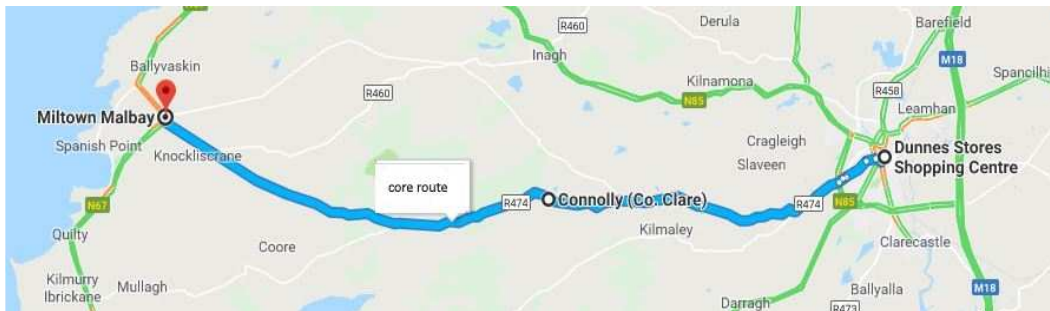 R460
Derula
Barefield
Ballyvaskin
Inagh
M18
Kilnamona
Spancilhi
R460
N85
R458
Leamhan
Miltown Malbay
Cragleigh
Dunnes Stores
Shopping Centre
Spanish Point
Knockliscrane
Slaveen
core route
R474
Connolly (Co. Clare)
R474
N85
N67
Quilty
Coore
Kilmaley
Clarecastle
Kilmurry
Ibrickane
Mullagh
Ballyalla
M18
Darragh
R473